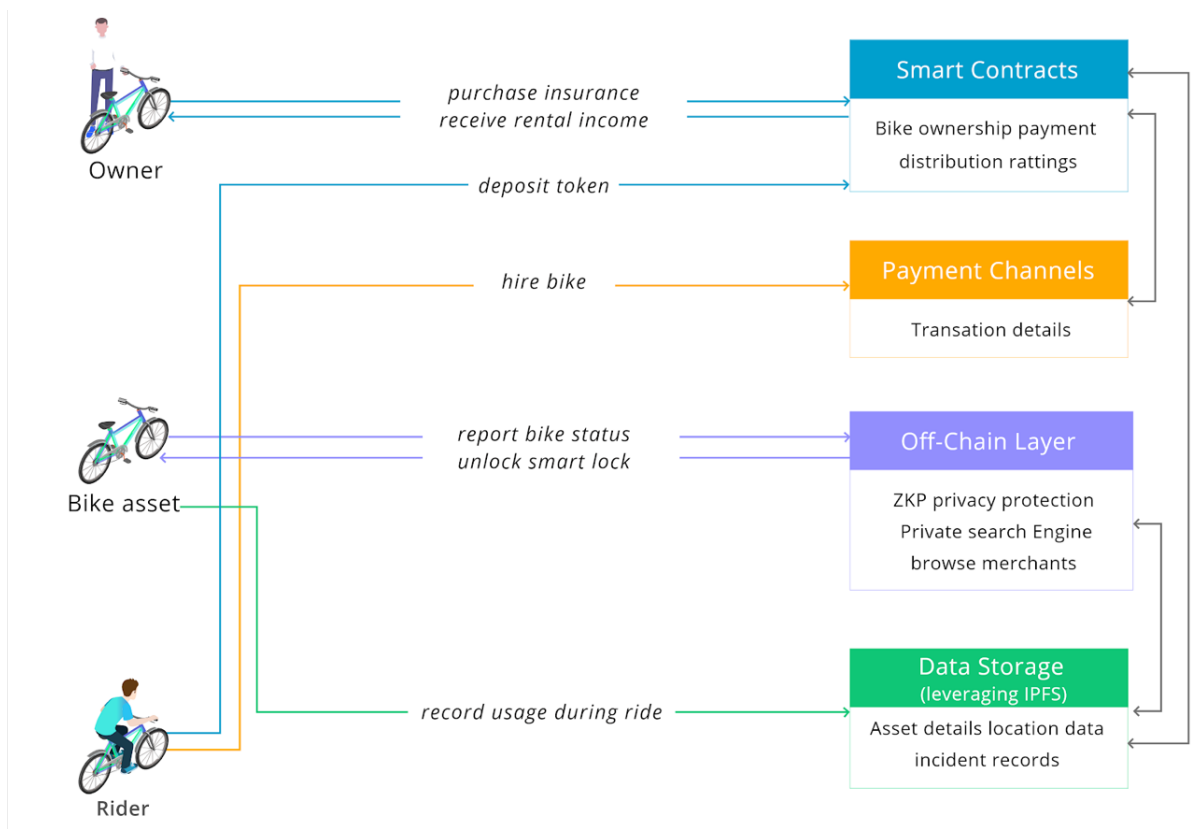 Smart Contracts
purchase insurance
receive rental income
Bike ownership payment
distribution rattings
Owner
deposit token
Payment Channels
hire bike
Transation details
report bike status
unlock smart lock
Off-Chain Layer
Bike asset
ZKP privacy protection
Private search Engine
browse merchants
Data Storage
(leveraging IPFS)
record usage during ride
Asset details location data
incident records
Rider